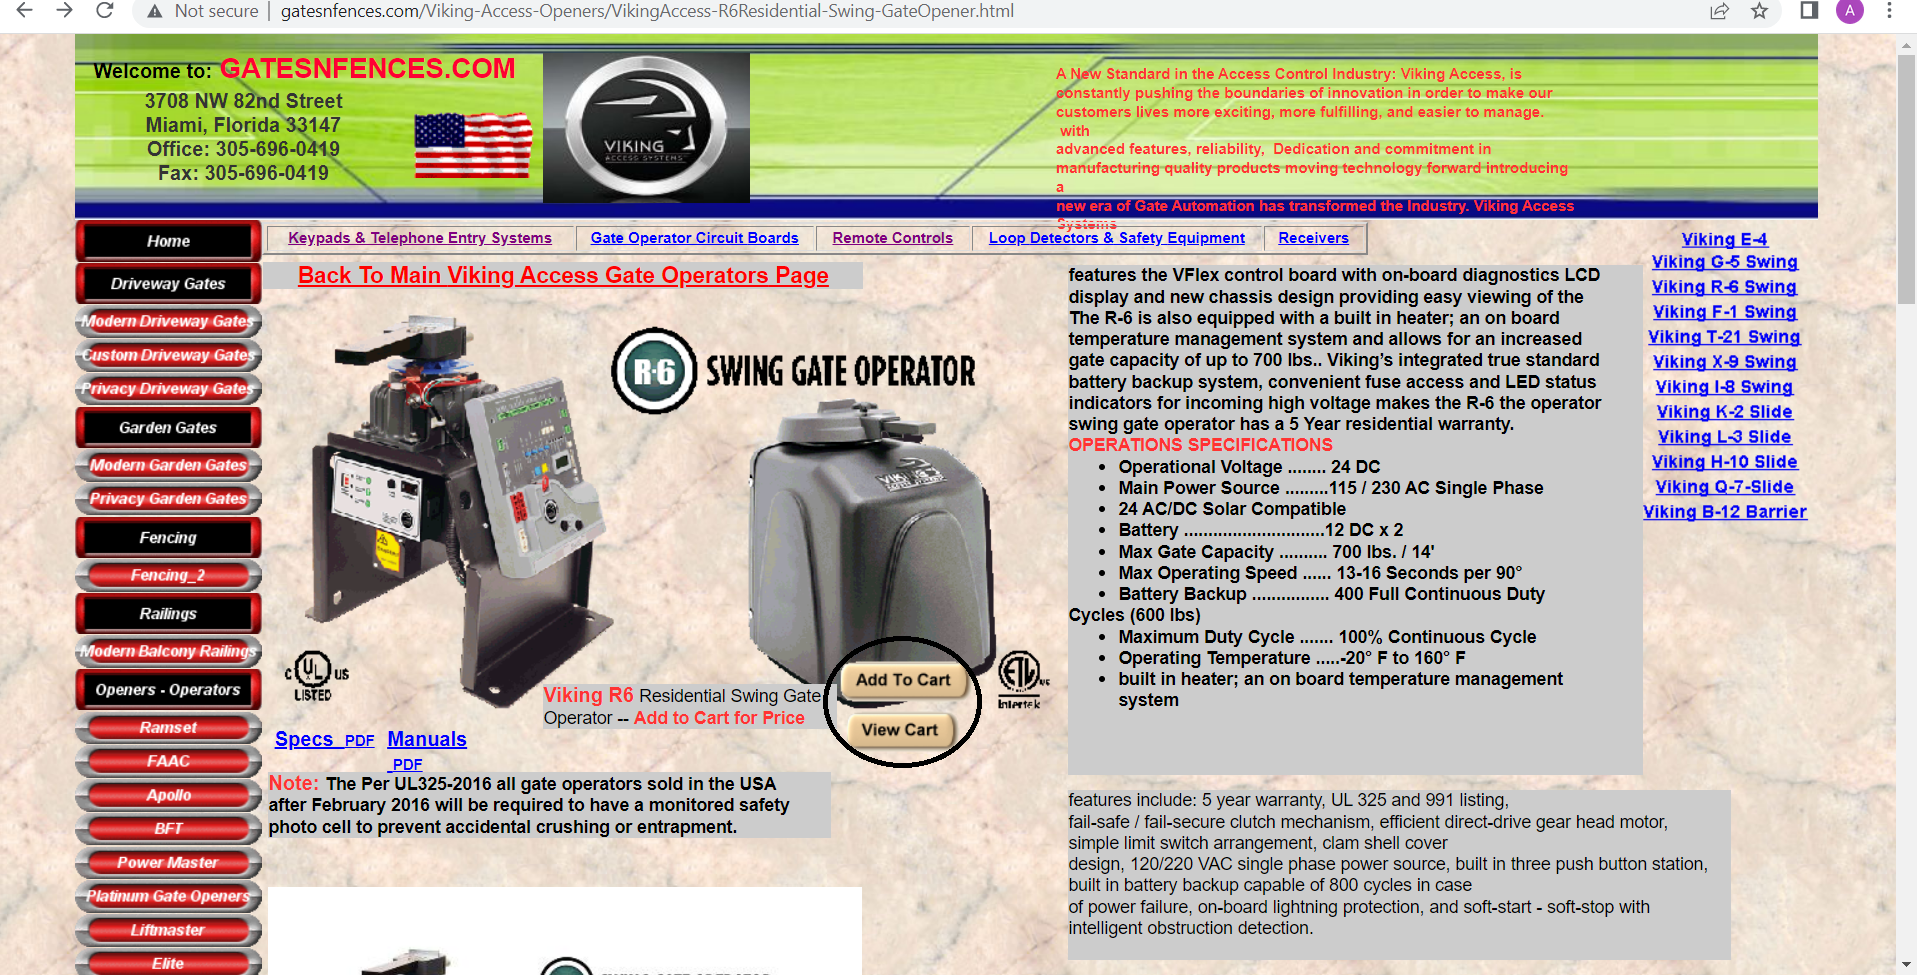 Not secure | gatesnfences.com/Viking-Access-Openers/VikingAccess-R6Residential-Swing-GateOpener.html
A
Welcome to: GATESNFENCES.COM
3708 NW 82nd Street
Miami, Florida 33147
Office: 305-696-0419
Fax: 305-696-0419
VIKING
ACCESS SYSTEMS
A New Standard in the Access Control Industry: Viking Access, is
constantly pushing the boundaries of innovation in order to make our
customers lives more exciting, more fulfilling, and easier to manage.
with
advanced features, reliability, Dedication and commitment in
manufacturing quality products moving technology forward introducing
a
new era of Gate Automation has transformed the Industry. Viking Access
Systems
Keypads & Telephone Entry Systems
Gate Operator Circuit Boards
Remote Controls
Loop Detectors & Safety Equipment
Receivers
Home
Driveway Gates
Modern Driveway Gates
Custom Driveway Gates
Privacy Driveway Gates
Garden Gates
Modern Garden Gates
Privacy Garden Gates
Fencing
Fencing_2
Railings
Modern Balcony Railings
Openers - Operators
Ramset
FAAC
Apollo
BFT
Power Master
Platinum Gate Openers
Liftmaster
Elite
Back To Main Viking Access Gate Operators Page
R-6 SWING GATE OPERATOR
C UL US
LISTED
Intertek
Viking R6 Residential Swing Gate
Operator -- Add to Cart for Price
Add To Cart
View Cart
Specs_PDF Manuals
_PDF
Note: The Per UL325-2016 all gate operators sold in the USA
after February 2016 will be required to have a monitored safety
photo cell to prevent accidental crushing or entrapment.
features the VFlex control board with on-board diagnostics LCD
display and new chassis design providing easy viewing of the
The R-6 is also equipped with a built in heater; an on board
temperature management system and allows for an increased
gate capacity of up to 700 lbs.. Viking's integrated true standard
battery backup system, convenient fuse access and LED status
indicators for incoming high voltage makes the R-6 the operator
swing gate operator has a 5 Year residential warranty.
OPERATIONS SPECIFICATIONS
• Operational Voltage ........ 24 DC
• Main Power Source .........115 / 230 AC Single Phase
• 24 AC/DC Solar Compatible
• Battery .............................12 DC x 2
• Max Gate Capacity .......... 700 lbs. / 14'
• Max Operating Speed ...... 13-16 Seconds per 90°
• Battery Backup ................ 400 Full Continuous Duty
Cycles (600 lbs)
• Maximum Duty Cycle ....... 100% Continuous Cycle
• Operating Temperature .....-20° F to 160° F
• built in heater; an on board temperature management
system
features include: 5 year warranty, UL 325 and 991 listing,
fail-safe / fail-secure clutch mechanism, efficient direct-drive gear head motor,
simple limit switch arrangement, clam shell cover
design, 120/220 VAC single phase power source, built in three push button station,
built in battery backup capable of 800 cycles in case
of power failure, on-board lightning protection, and soft-start - soft-stop with
intelligent obstruction detection.
Viking E-4
Viking G-5 Swing
Viking R-6 Swing
Viking F-1 Swing
Viking T-21 Swing
Viking X-9 Swing
Viking I-8 Swing
Viking K-2 Slide
Viking L-3 Slide
Viking H-10 Slide
Viking Q-7-Slide
Viking B-12 Barrier